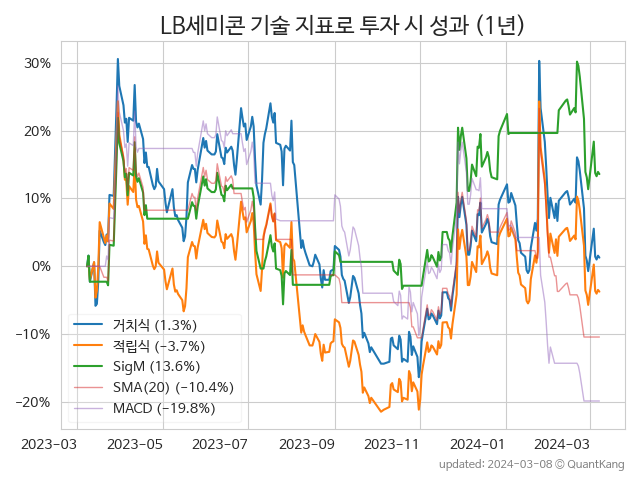 LB세미콘 기술 지표로 투자 시 성과 (1년)
30%
20%
10%
0%
−10%
−20%
거치식 (1.3%)
적립식 (−3.7%)
SigM (13.6%)
SMA(20) (−10.4%)
MACD (−19.8%)
2023−03 2023−05 2023−07 2023−09 2023−11 2024−01 2024−03
updated: 2024−03−08 © QuantKang